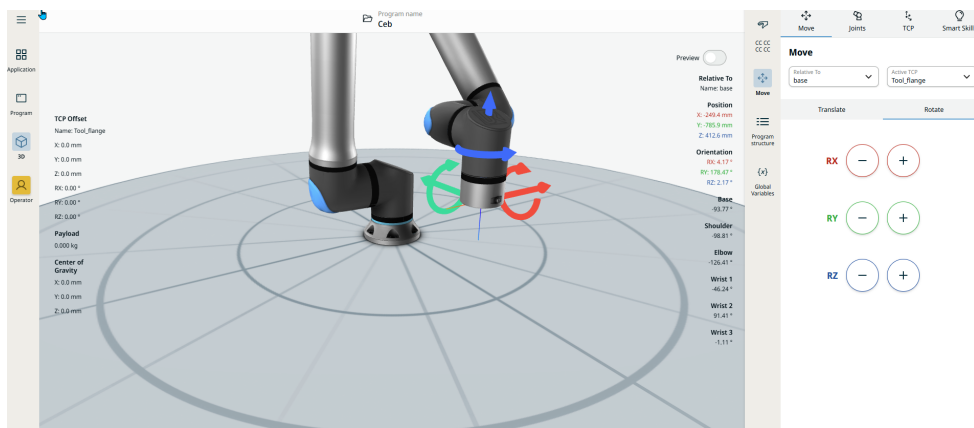 Program name
Ceb
Application
Program
3D
Operator
TCP Offset
Name: Tool_flange
X: 0.0 mm
Y: 0.0 mm
Z: 0.0 mm
RX: 0.00 °
RY: 0.00 °
RZ: 0.00 °
Payload
0.000 kg
Center of
Gravity
X: 0.0 mm
Y: 0.0 mm
Z: 0.0 mm
Preview
Relative To
Name: base
Position
X: -249.4 mm
Y: -785.9 mm
Z: 412.6 mm
Orientation
RX: 4.17 °
RY: 178.47 °
RZ: 2.17 °
Base
-93.77 °
Shoulder
-98.81 °
Elbow
-126.41 °
Wrist 1
-46.24 °
Wrist 2
91.41 °
Wrist 3
-1.11 °
CC CC
CC CC
Move
Program
structure
{x}
Global
Variables
Move
Joints
TCP
Smart Skill
Move
Relative To
base
Active TCP
Tool_flange
Translate
Rotate
RX − +
RY − +
RZ − +